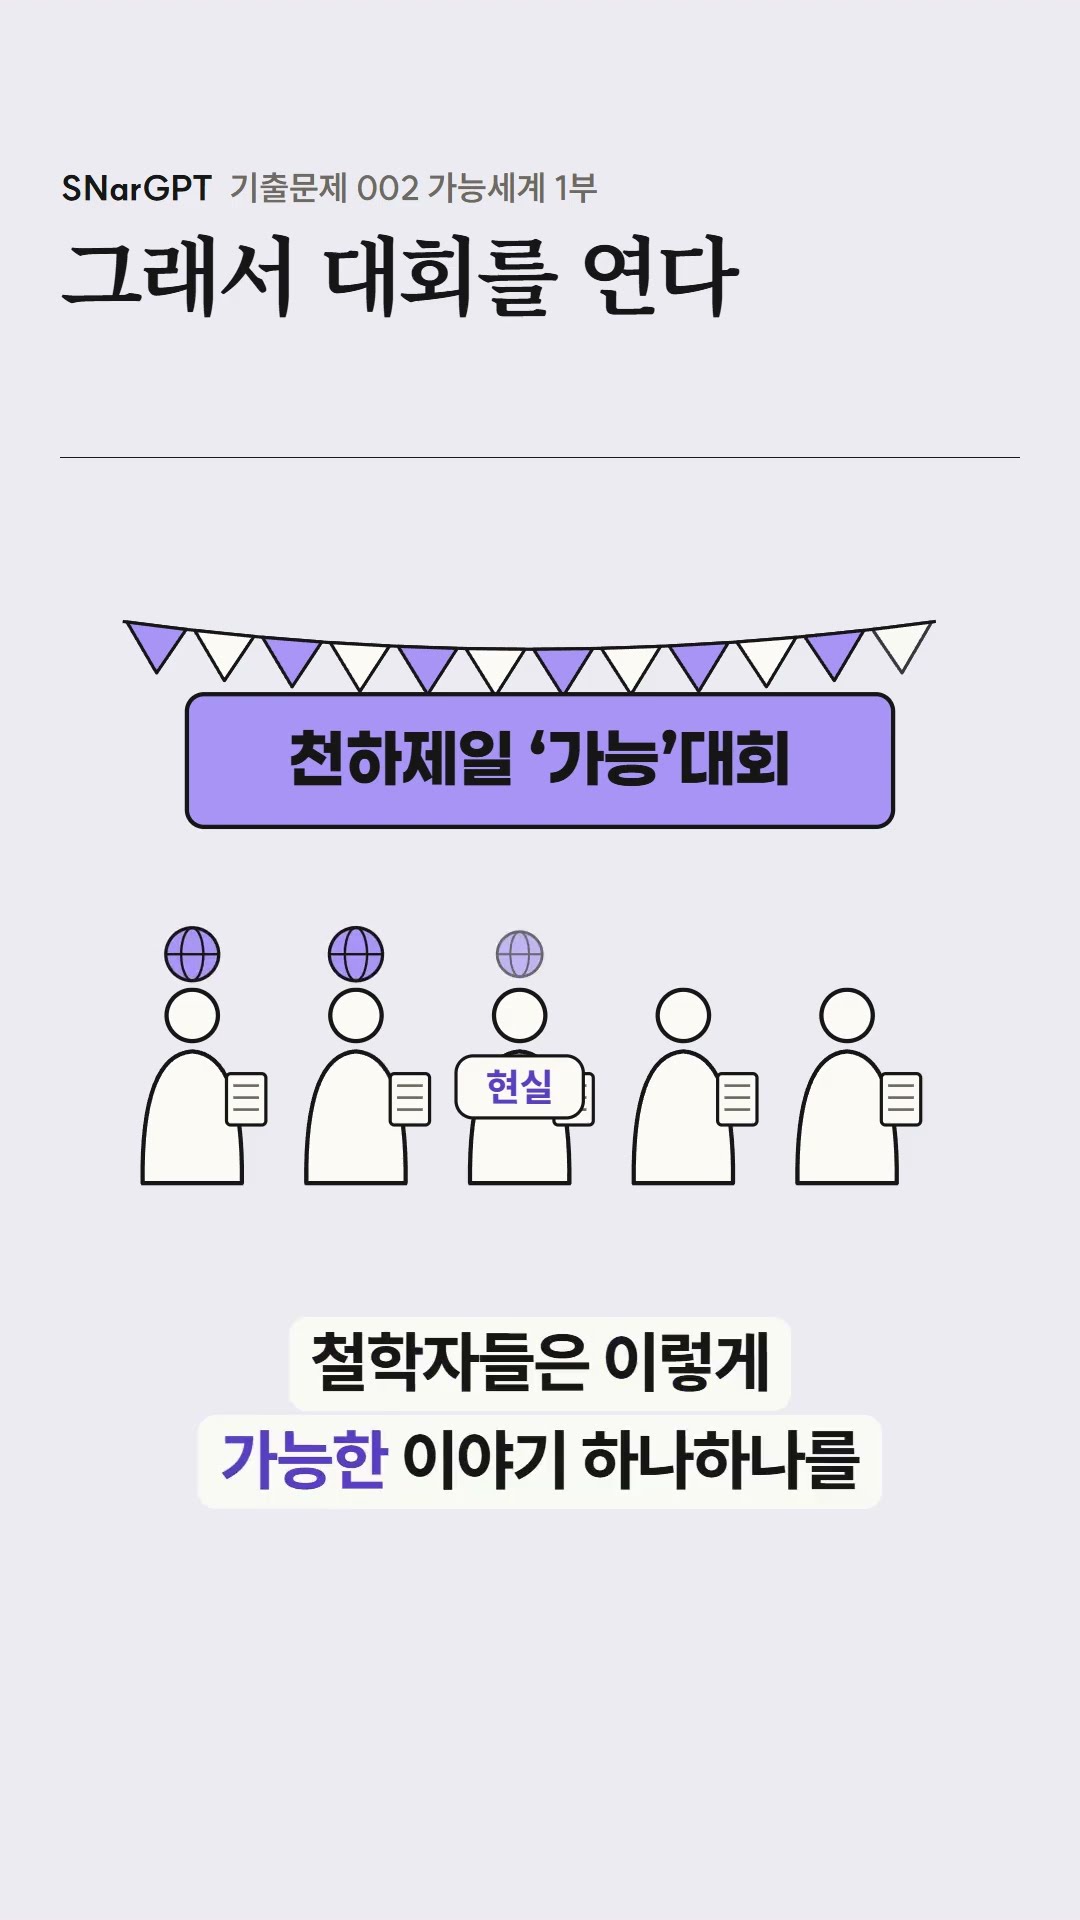 SNarGPT 기출문제 002 가능세계 1부
그래서 대회를 연다
천하제일 ‘가능’대회
현실
철학자들은 이렇게
가능한 이야기 하나하나를